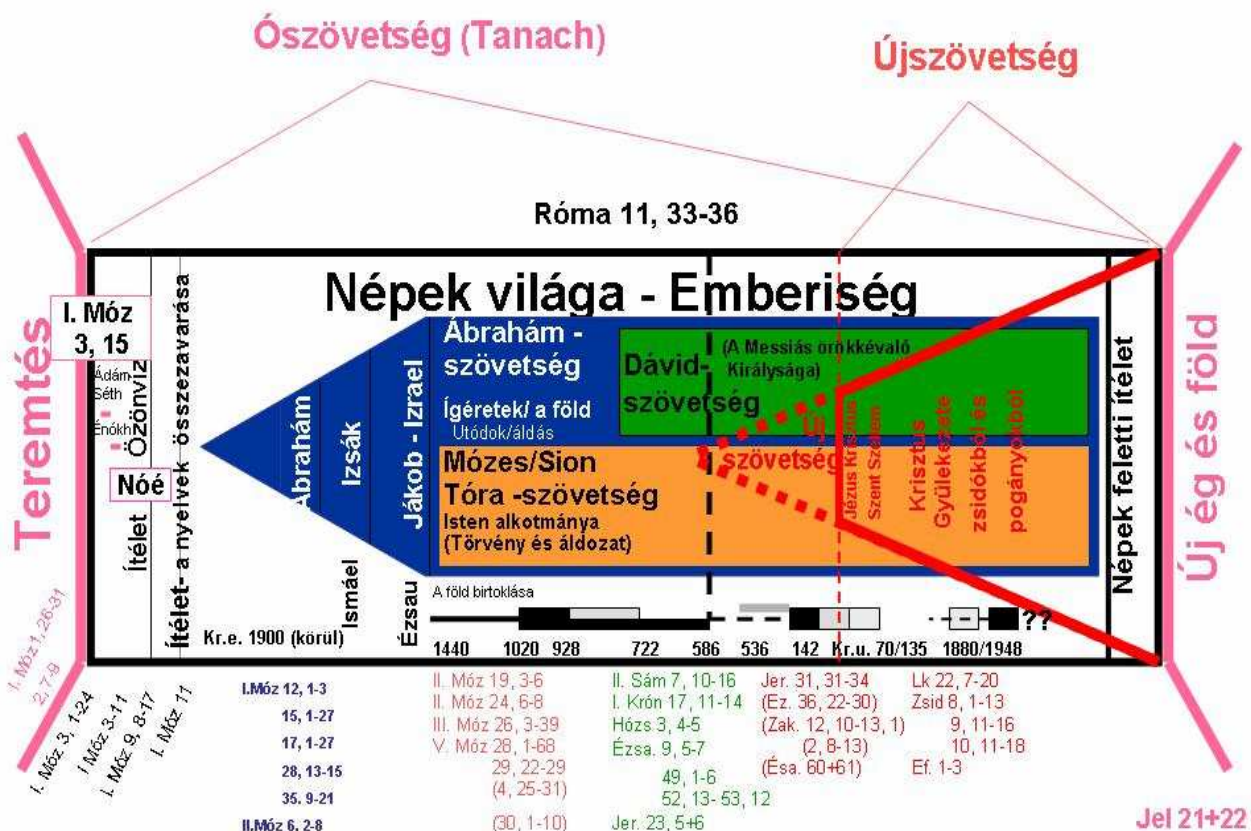 Ószövetség (Tanach)
Újszövetség
Róma 11, 33-36
Teremtés
I. Móz
3, 15
Ádám-
Séth
Énókh
Nóé
Ítélet Özönvíz
Ítélet- a nyelvek összezavarása
Népek világa - Emberiség
Ábrahám
Izsák
Jákob - Izrael
Ismáel
Ézsau
Ábrahám -
szövetség
Ígéretek/ a föld
Utódok/áldás
Dávid-
szövetség
(A Messiás örökkévaló
Királysága)
Mózes/Sion
Tóra -szövetség
Isten alkotmánya
(Törvény és áldozat)
Új
szövetség
Jézus Krisztus
Szent Szellem
Krisztus
Gyülekezete
zsidókból és
pogányokból
Népek feletti ítélet
Új ég és föld
A föld birtoklása
??
Kr.e. 1900 (körül)
1440 1020 928 722 586 536 142 Kr.u. 70/135 1880/1948
I. Móz 1, 26-31
2, 7-9
I. Móz 3, 1-24
I Móz 3-11
I. Móz 9, 8-17
I. Móz 11
I.Móz 12, 1-3
15, 1-27
17, 1-27
28, 13-15
35. 9-21
II.Móz 6, 2-8
II. Móz 19, 3-6
II. Móz 24, 6-8
III. Móz 26, 3-39
V. Móz 28, 1-68
29, 22-29
(4, 25-31)
(30, 1-10)
II. Sám 7, 10-16
I. Krón 17, 11-14
Hózs 3, 4-5
Ézsa. 9, 5-7
49, 1-6
52, 13- 53, 12
Jer. 23, 5+6
Jer. 31, 31-34
(Ez. 36, 22-30)
(Zak. 12, 10-13, 1)
(2, 8-13)
(Ésa. 60+61)
Lk 22, 7-20
Zsid 8, 1-13
9, 11-16
10, 11-18
Ef. 1-3
Jel 21+22